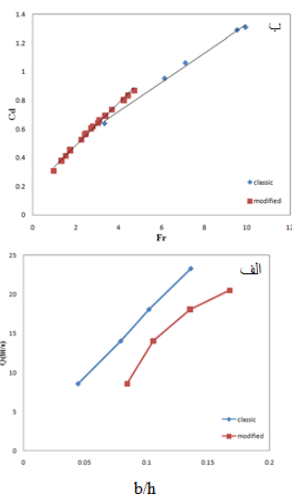 ب
1.4
1.2
1
0.8
0.6
0.4
0.2
0
Cd
0 2 4 6 8 10 12
Fr
classic
modified
الف
25
20
15
10
5
0
Q(lit/s)
0 0.05 0.1 0.15 0.2
classic
modified
b/h